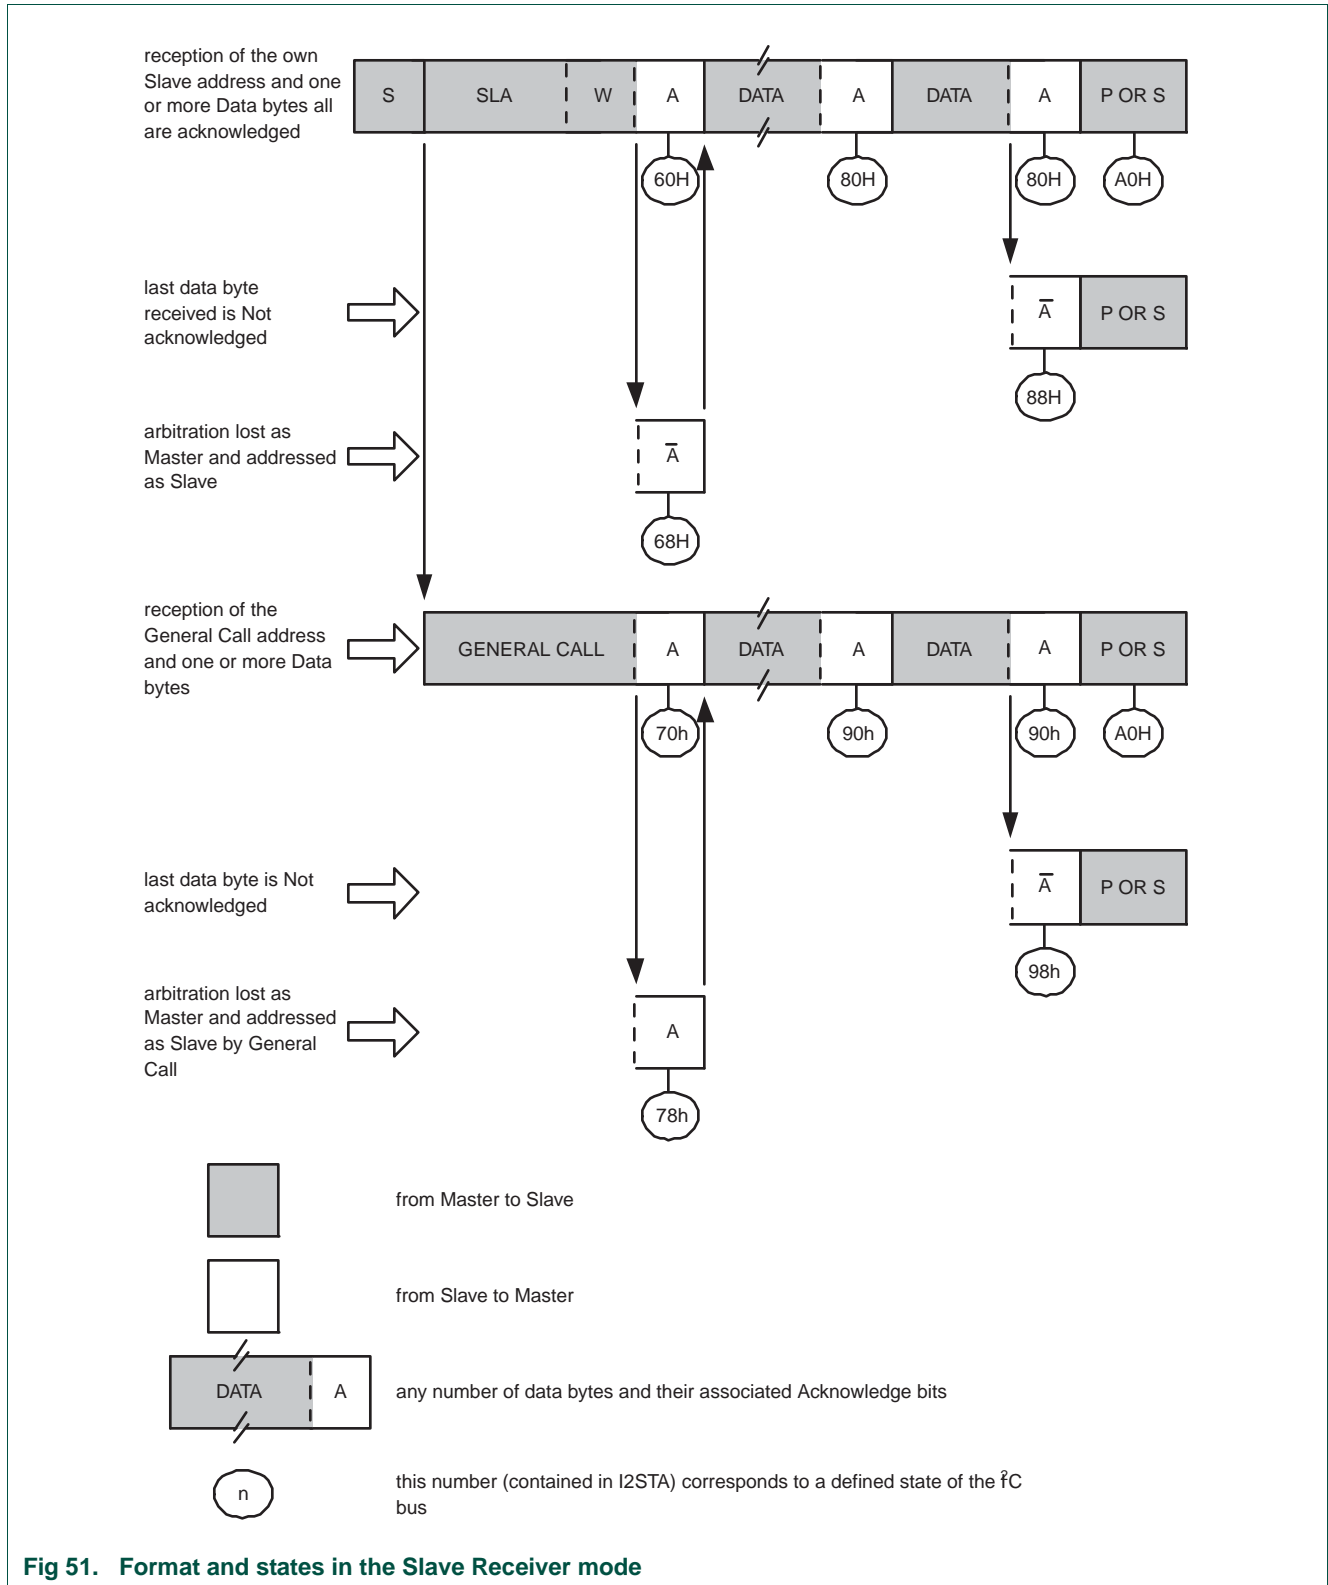 reception of the own
Slave address and one
or more Data bytes all
are acknowledged
S SLA W A DATA A DATA A P OR S
60H 80H 80H A0H
last data byte
received is Not
acknowledged
A̅ P OR S
88H
arbitration lost as
Master and addressed
as Slave
A̅
68H
reception of the
General Call address
and one or more Data
bytes
GENERAL CALL A DATA A DATA A P OR S
70h 90h 90h A0H
last data byte is Not
acknowledged
A̅ P OR S
98h
arbitration lost as
Master and addressed
as Slave by General
Call
A
78h
from Master to Slave
from Slave to Master
DATA A any number of data bytes and their associated Acknowledge bits
n this number (contained in I2STA) corresponds to a defined state of the I²C
bus
Fig 51. Format and states in the Slave Receiver mode